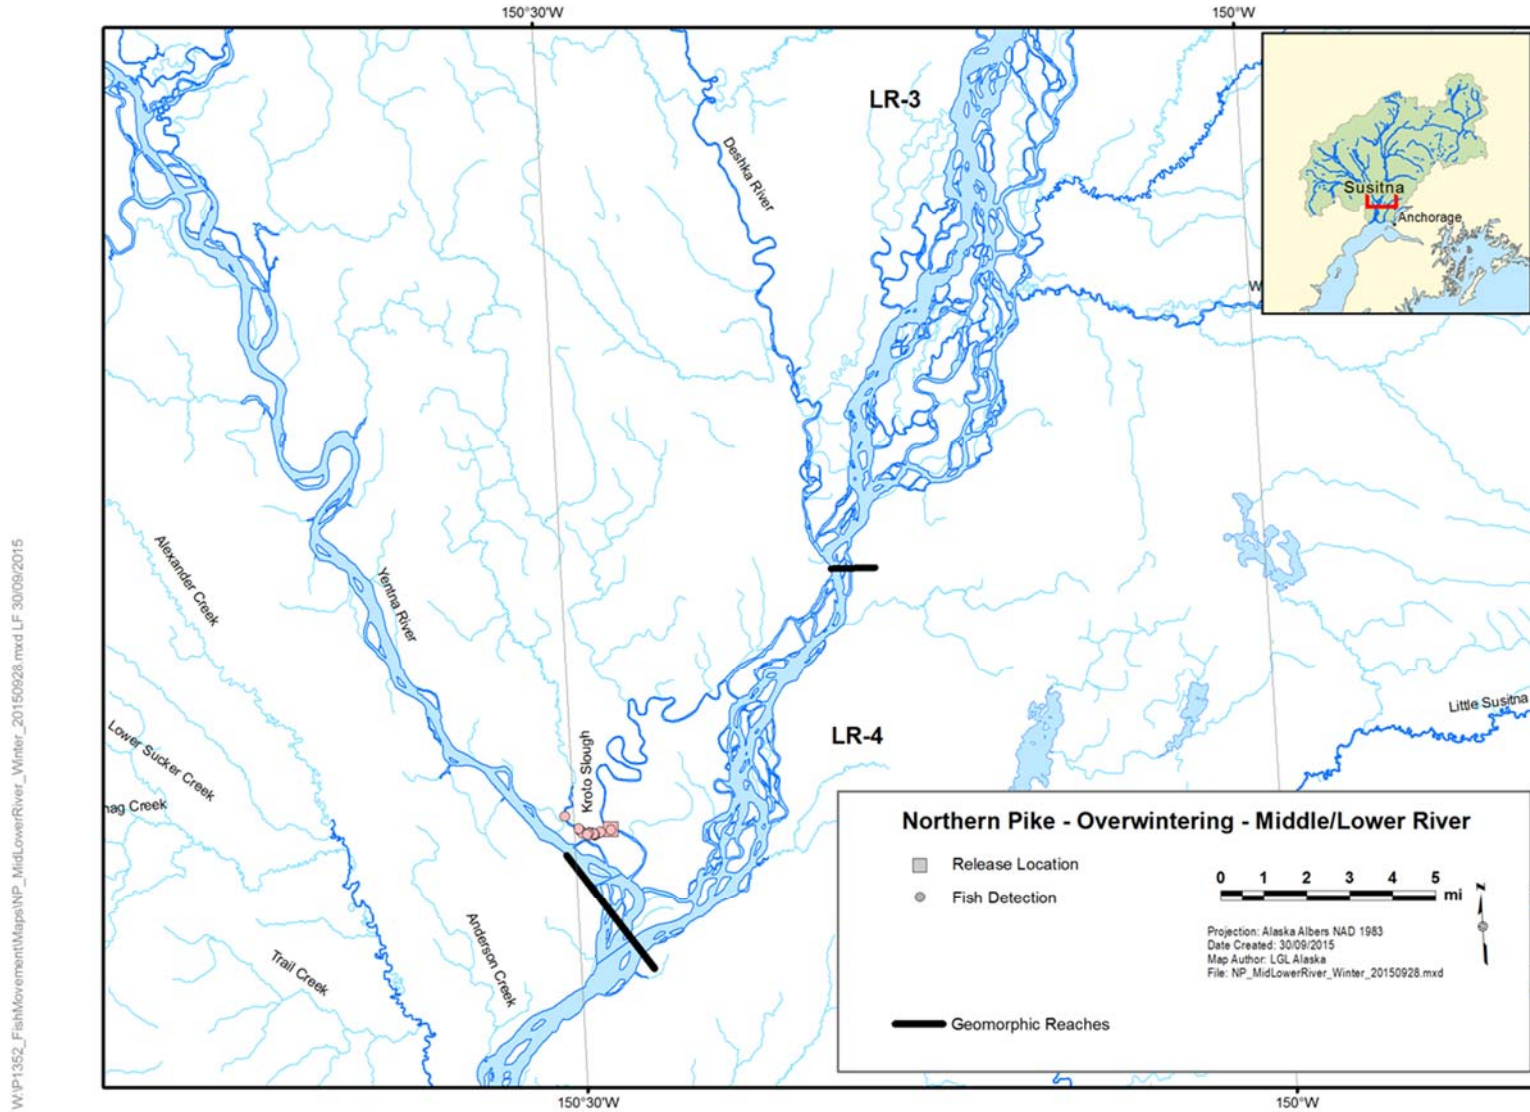 150°30'W
150°W
LR-3
Deshka River
Susitna
Anchorage
W
Alexander Creek
Yentna River
Little Susitna
Lower Sucker Creek
LR-4
Kroto Slough
nag Creek
Anderson Creek
Trail Creek
Northern Pike - Overwintering - Middle/Lower River
Release Location
Fish Detection
0 1 2 3 4 5
mi
N
Projection: Alaska Albers NAD 1983
Date Created: 30/09/2015
Map Author: LGL Alaska
File: NP_MidLowerRiver_Winter_20150928.mxd
Geomorphic Reaches
150°30'W
150°W
W:\P1352_FishMovement\Maps\NP_MidLowerRiver_Winter_20150928.mxd LF 30/09/2015